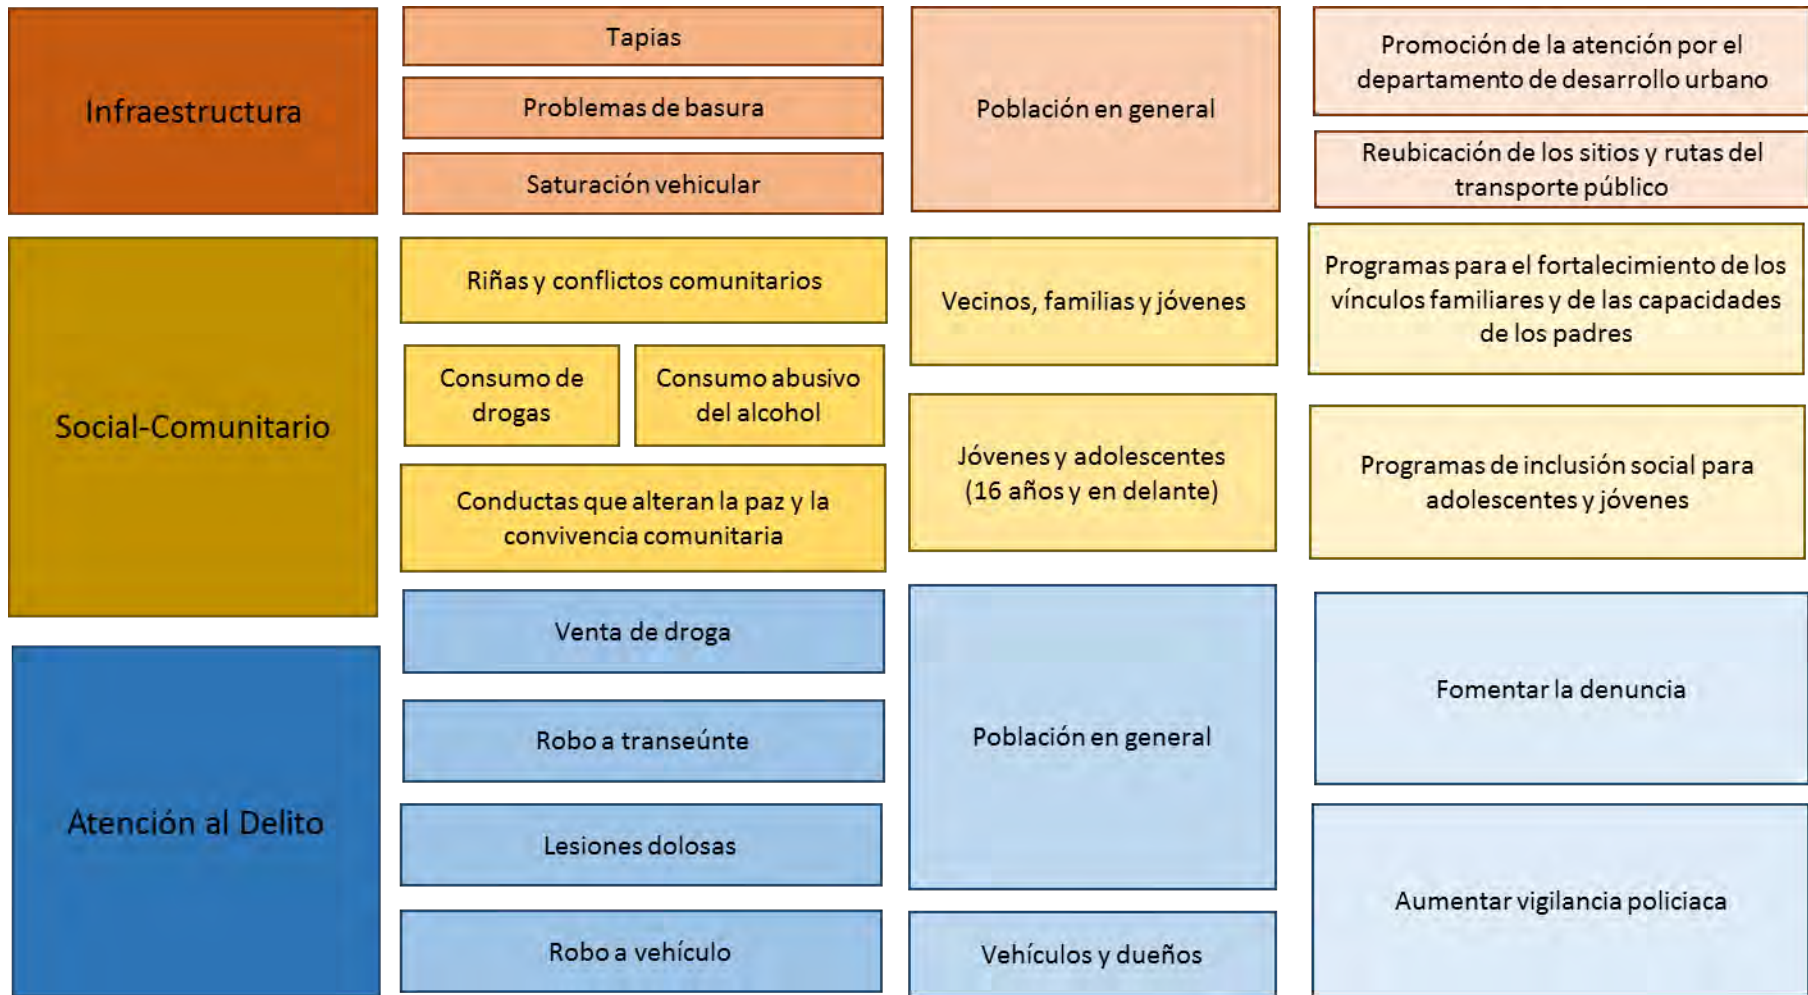 Infraestructura
Tapias
Problemas de basura
Saturación vehicular
Población en general
Promoción de la atención por el
departamento de desarrollo urbano
Reubicación de los sitios y rutas del
transporte público
Social-Comunitario
Riñas y conflictos comunitarios
Consumo de
drogas
Consumo abusivo
del alcohol
Conductas que alteran la paz y la
convivencia comunitaria
Vecinos, familias y jóvenes
Jóvenes y adolescentes
(16 años y en delante)
Programas para el fortalecimiento de los
vínculos familiares y de las capacidades
de los padres
Programas de inclusión social para
adolescentes y jóvenes
Atención al Delito
Venta de droga
Robo a transeúnte
Lesiones dolosas
Robo a vehículo
Población en general
Vehículos y dueños
Fomentar la denuncia
Aumentar vigilancia policiaca